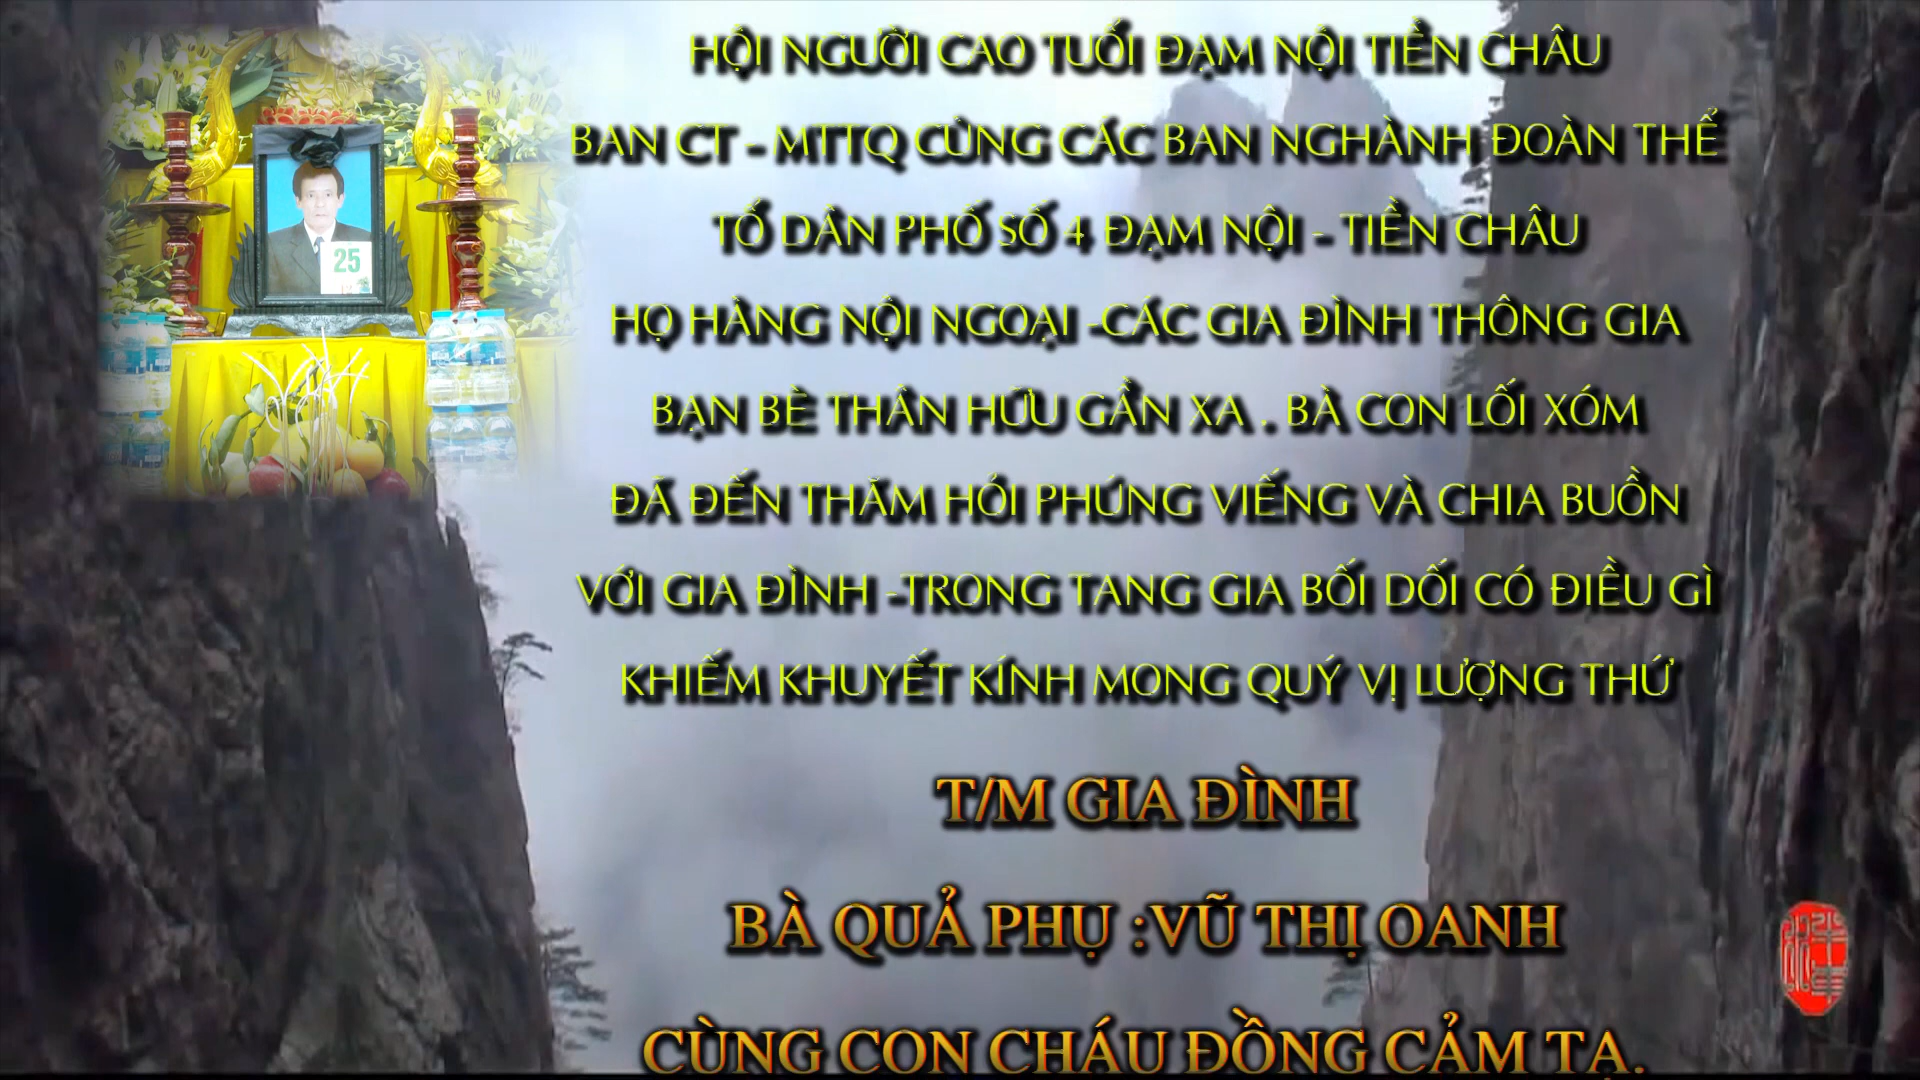 HỘI NGƯỜI CAO TUỔI ĐẠM NỘI TIỀN CHÂU
BAN CT - MTTQ CÙNG CÁC BAN NGHÀNH ĐOÀN THỂ
TỔ DÂN PHỐ SỐ 4 ĐẠM NỘI - TIỀN CHÂU
HỌ HÀNG NỘI NGOẠI -CÁC GIA ĐÌNH THÔNG GIA
BẠN BÈ THÂN HỮU GẦN XA . BÀ CON LỐI XÓM
ĐÃ ĐẾN THĂM HỎI PHÚNG VIẾNG VÀ CHIA BUỒN
VỚI GIA ĐÌNH -TRONG TANG GIA BỐI DỐI CÓ ĐIỀU GÌ
KHIẾM KHUYẾT KÍNH MONG QUÝ VỊ LƯỢNG THỨ
T/M GIA ĐÌNH
BÀ QUẢ PHỤ :VŨ THỊ OANH
CÙNG CON CHÁU ĐỒNG CẢM TẠ.
25
12